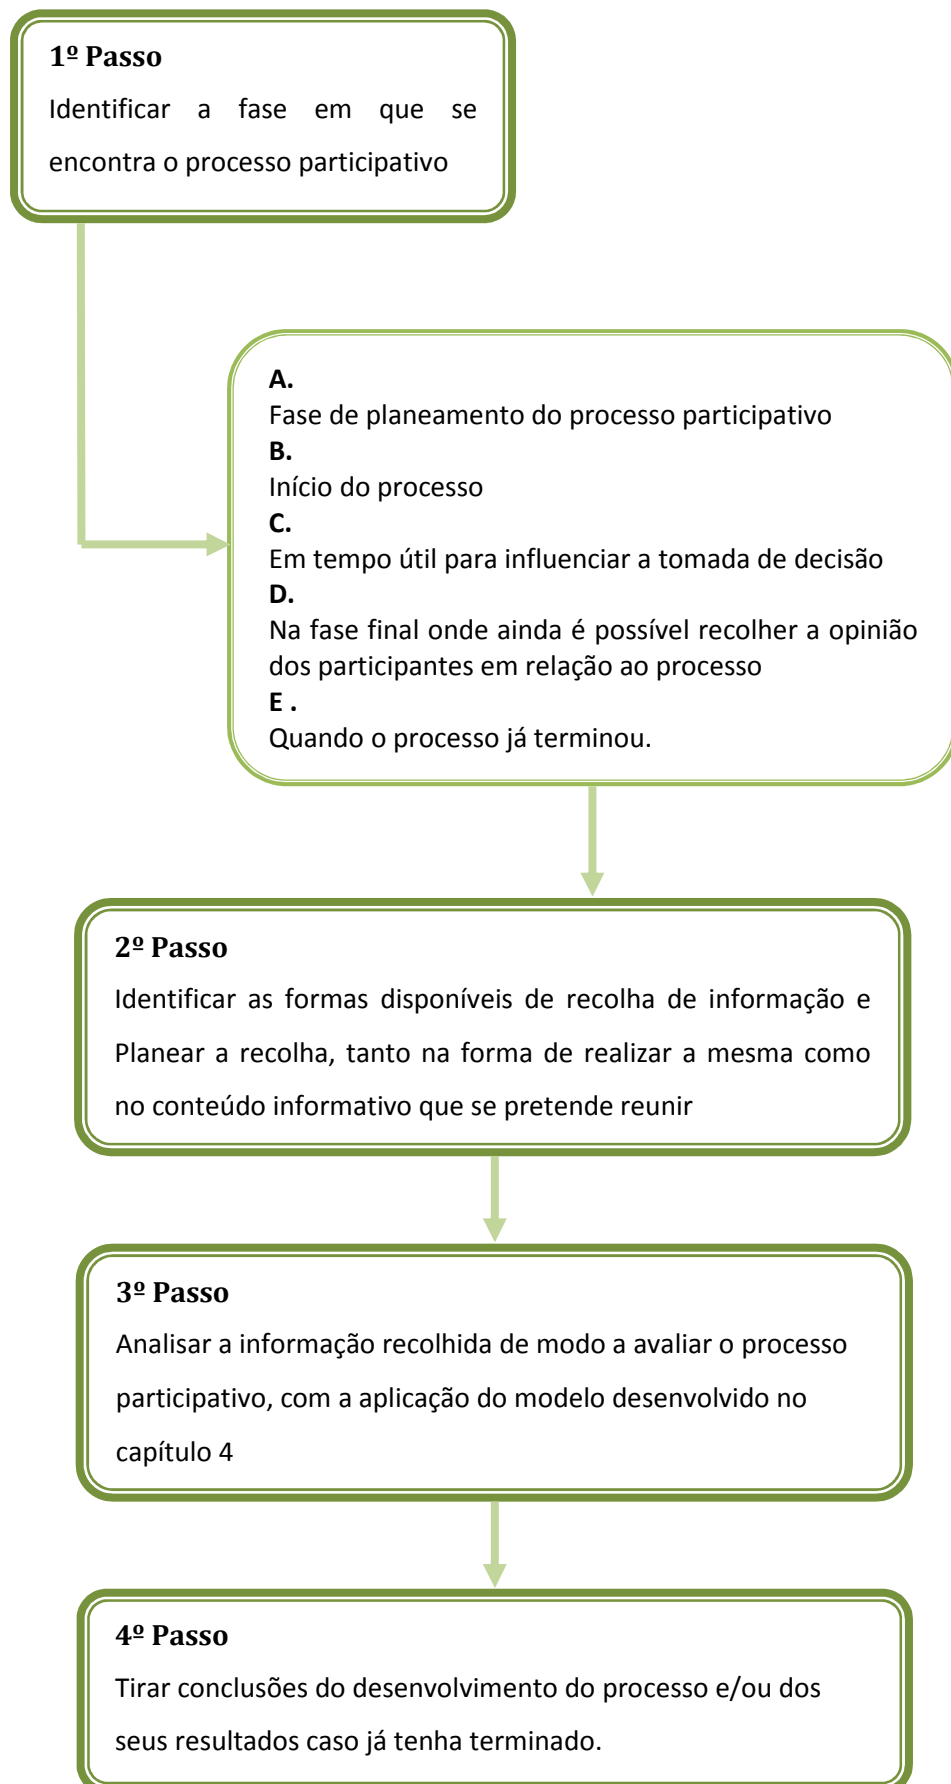 1º Passo
Identificar a fase em que se
encontra o processo participativo
A.
Fase de planeamento do processo participativo
B.
Início do processo
C.
Em tempo útil para influenciar a tomada de decisão
D.
Na fase final onde ainda é possível recolher a opinião
dos participantes em relação ao processo
E .
Quando o processo já terminou.
2º Passo
Identificar as formas disponíveis de recolha de informação e
Planear a recolha, tanto na forma de realizar a mesma como
no conteúdo informativo que se pretende reunir
3º Passo
Analisar a informação recolhida de modo a avaliar o processo
participativo, com a aplicação do modelo desenvolvido no
capítulo 4
4º Passo
Tirar conclusões do desenvolvimento do processo e/ou dos
seus resultados caso já tenha terminado.